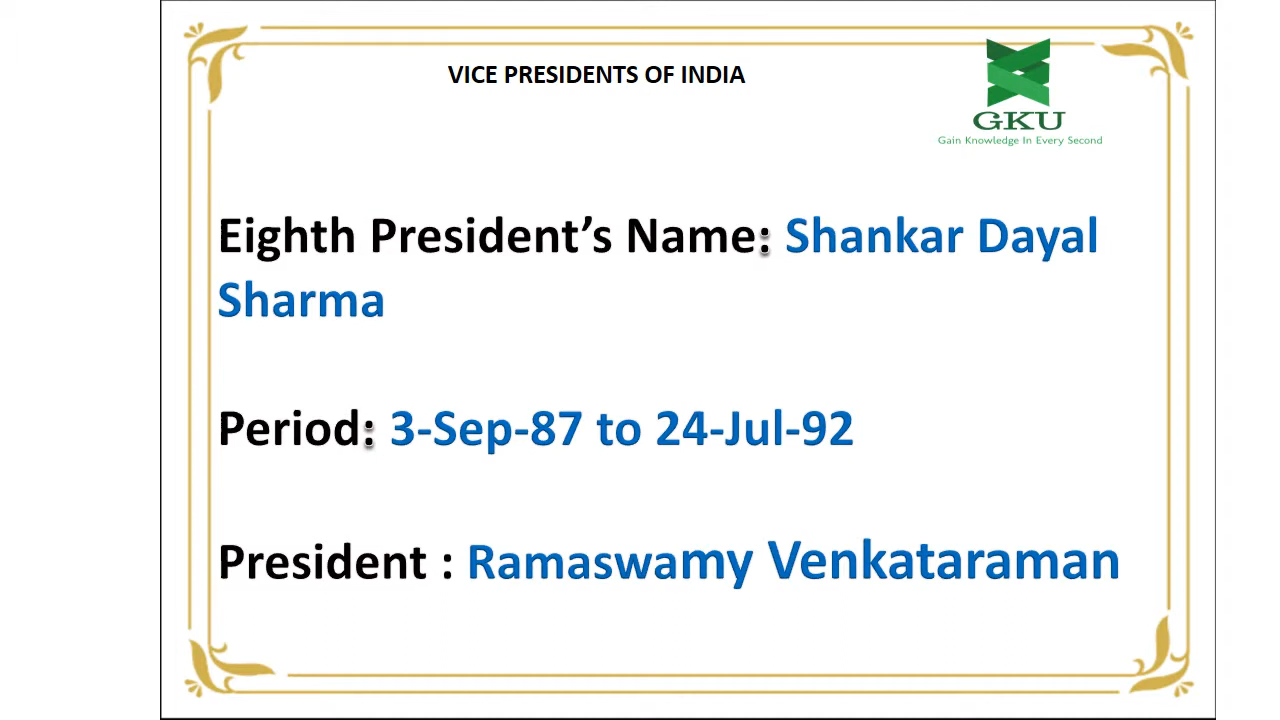 VICE PRESIDENTS OF INDIA
GKU
Gain Knowledge In Every Second
Eighth President’s Name: Shankar Dayal
Sharma
Period: 3-Sep-87 to 24-Jul-92
President : Ramaswamy Venkataraman